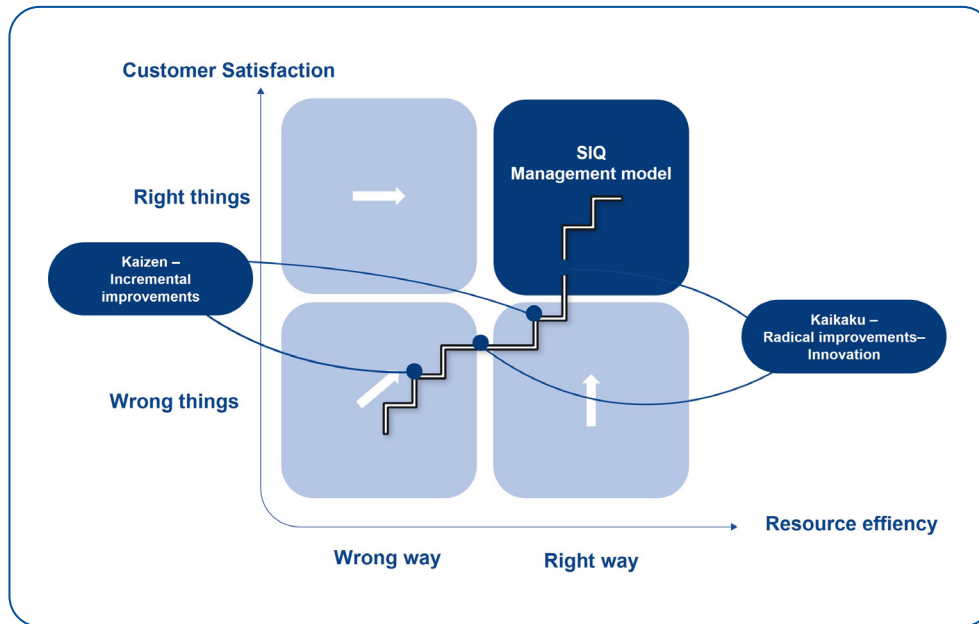 Customer Satisfaction
SIQ
Management model
Right things
Kaizen –
Incremental
improvements
Kaikaku –
Radical improvements–
Innovation
Wrong things
Resource effiency
Wrong way
Right way